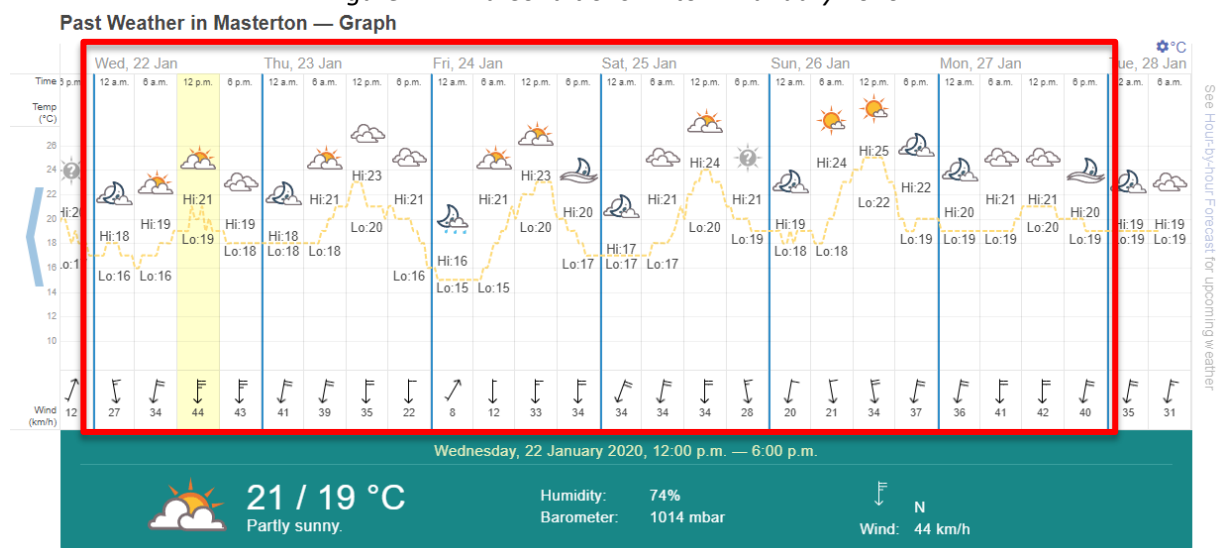 Past Weather in Masterton — Graph
°C
Wed, 22 Jan Thu, 23 Jan Fri, 24 Jan Sat, 25 Jan Sun, 26 Jan Mon, 27 Jan Tue, 28 Jan
Time 6 p.m. 12 a.m. 6 a.m. 12 p.m. 6 p.m. 12 a.m. 6 a.m. 12 p.m. 6 p.m. 12 a.m. 6 a.m. 12 p.m. 6 p.m. 12 a.m. 6 a.m. 12 p.m. 6 p.m. 12 a.m. 6 a.m. 12 p.m. 6 p.m. 12 a.m. 6 a.m. 12 p.m. 6 p.m. 12 a.m. 6 a.m.
Temp
(°C)
26
24
22
20
18
16
14
12
10
Hi:18 Hi:19 Hi:21 Hi:19 Hi:18 Hi:21 Hi:23 Hi:21 Hi:16 Hi:21 Hi:23 Hi:20 Hi:17 Hi:21 Hi:24 Hi:21 Hi:19 Hi:24 Hi:25 Hi:22 Hi:20 Hi:21 Hi:21 Hi:20 Hi:19 Hi:19
Lo:16 Lo:16 Lo:19 Lo:18 Lo:18 Lo:18 Lo:20 Lo:16 Lo:15 Lo:15 Lo:20 Lo:17 Lo:17 Lo:17 Lo:20 Lo:19 Lo:18 Lo:18 Lo:22 Lo:19 Lo:19 Lo:19 Lo:20 Lo:19 Lo:19 Lo:19
Wind
(km/h)
12 27 34 44 43 41 39 35 22 8 12 33 34 34 34 34 28 20 21 34 37 36 41 42 40 35 31
See Hour-by-hour Forecast for upcoming weather
Wednesday, 22 January 2020, 12:00 p.m. — 6:00 p.m.
21 / 19 °C
Partly sunny.
Humidity: 74%
Barometer: 1014 mbar
N
Wind: 44 km/h